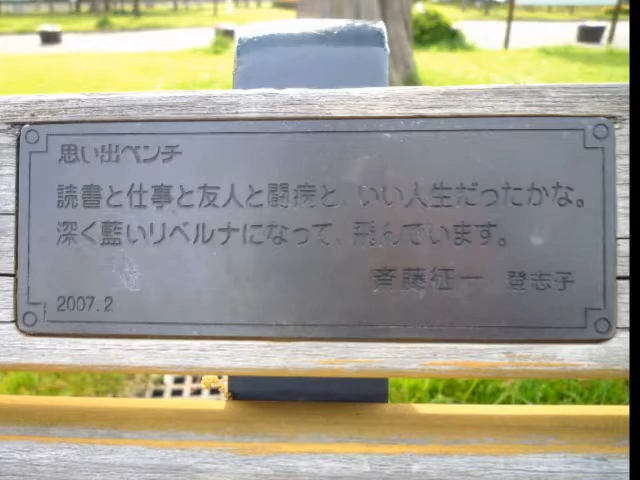 思い出ベンチ
読書と仕事と友人と闘病と、いい人生だったかな。
深く藍いリベルナになって、飛んでいます。
斉藤征一 登志子
2007.2